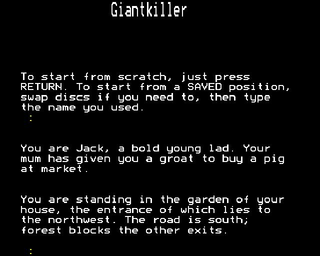 Giantkiller
To start from scratch, just press
RETURN. To start from a SAVED position,
swap discs if you need to, then type
the name you used.
:
You are Jack, a bold young lad. Your
mum has given you a groat to buy a pig
at market.
You are standing in the garden of your
house, the entrance of which lies to
the northwest. The road is south;
forest blocks the other exits.
: